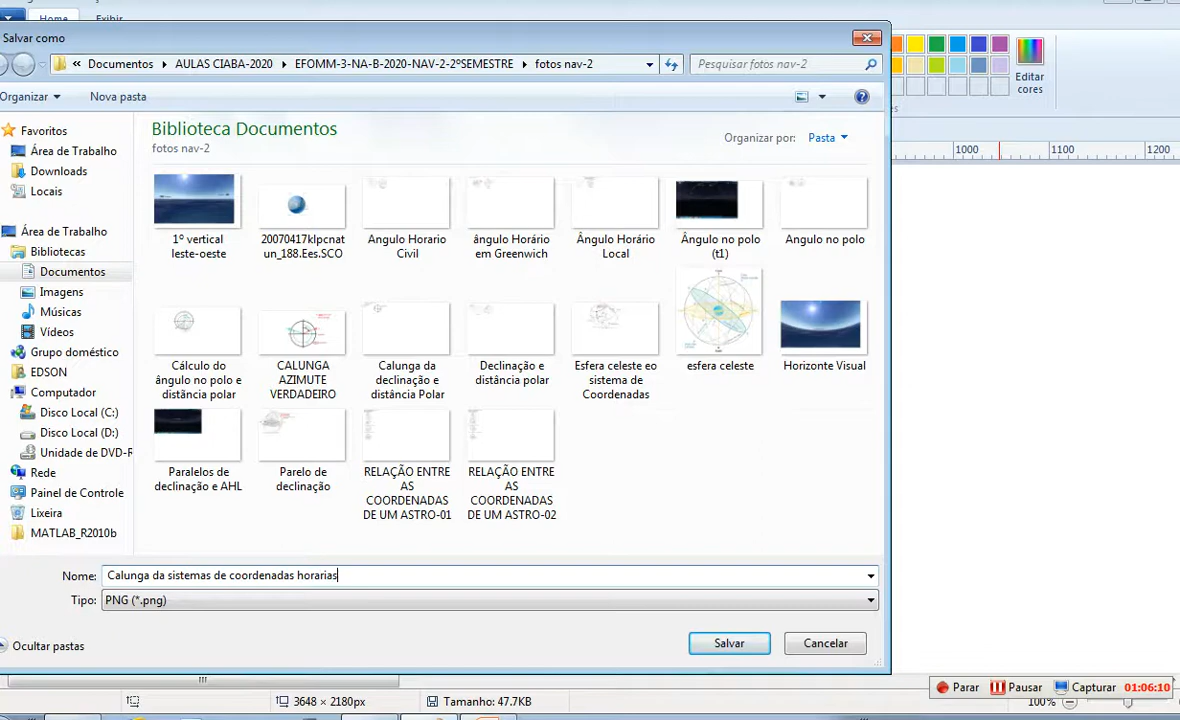 Home Exibir
Salvar como
« Documentos AULAS CIABA-2020 EFOMM-3-NA-B-2020-NAV-2-2ºSEMESTRE fotos nav-2
Pesquisar fotos nav-2
Editar
cores
Organizar
Nova pasta
Biblioteca Documentos
fotos nav-2
Organizar por: Pasta
1000 1100 1200
Favoritos
Área de Trabalho
Downloads
Locais
Área de Trabalho
Bibliotecas
Documentos
Imagens
Músicas
Vídeos
Grupo doméstico
EDSON
Computador
Disco Local (C:)
Disco Local (D:)
Unidade de DVD-R
Rede
Painel de Controle
Lixeira
MATLAB_R2010b
1º vertical
leste-oeste
20070417klpcnat
un_188.Ees.SCO
Angulo Horario
Civil
ângulo Horário
em Greenwich
Ângulo Horário
Local
Ângulo no polo
(t1)
Angulo no polo
Cálculo do
ângulo no polo e
distância polar
CALUNGA
AZIMUTE
VERDADEIRO
Calunga da
declinação e
distância Polar
Declinação e
distância polar
Esfera celeste eo
sistema de
Coordenadas
esfera celeste
Horizonte Visual
Paralelos de
declinação e AHL
Parelo de
declinação
RELAÇÃO ENTRE
AS
COORDENADAS
DE UM ASTRO-01
RELAÇÃO ENTRE
AS
COORDENADAS
DE UM ASTRO-02
Nome: Calunga da sistemas de coordenadas horarias
Tipo: PNG (*.png)
Ocultar pastas
Salvar
Cancelar
3648 × 2180px
Tamanho: 47.7KB
Parar Pausar Capturar 01:06:10
100%